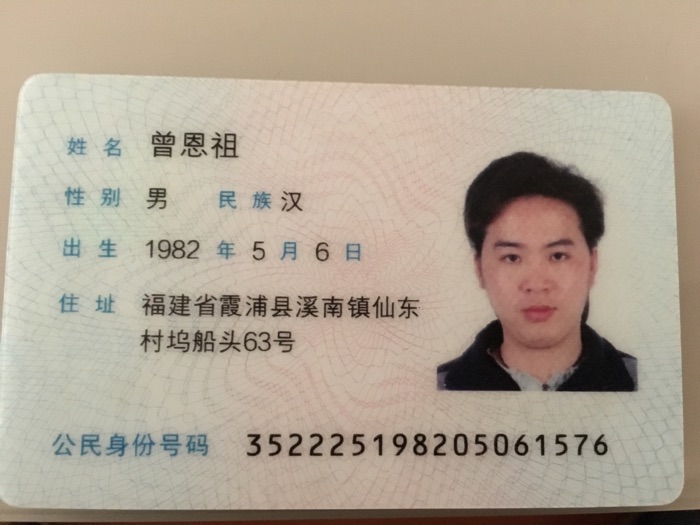 姓名 曾恩祖
性别 男 民族 汉
出生 1982 年 5 月 6 日
住址 福建省霞浦县溪南镇仙东
村坞船头63号
公民身份号码 352225198205061576